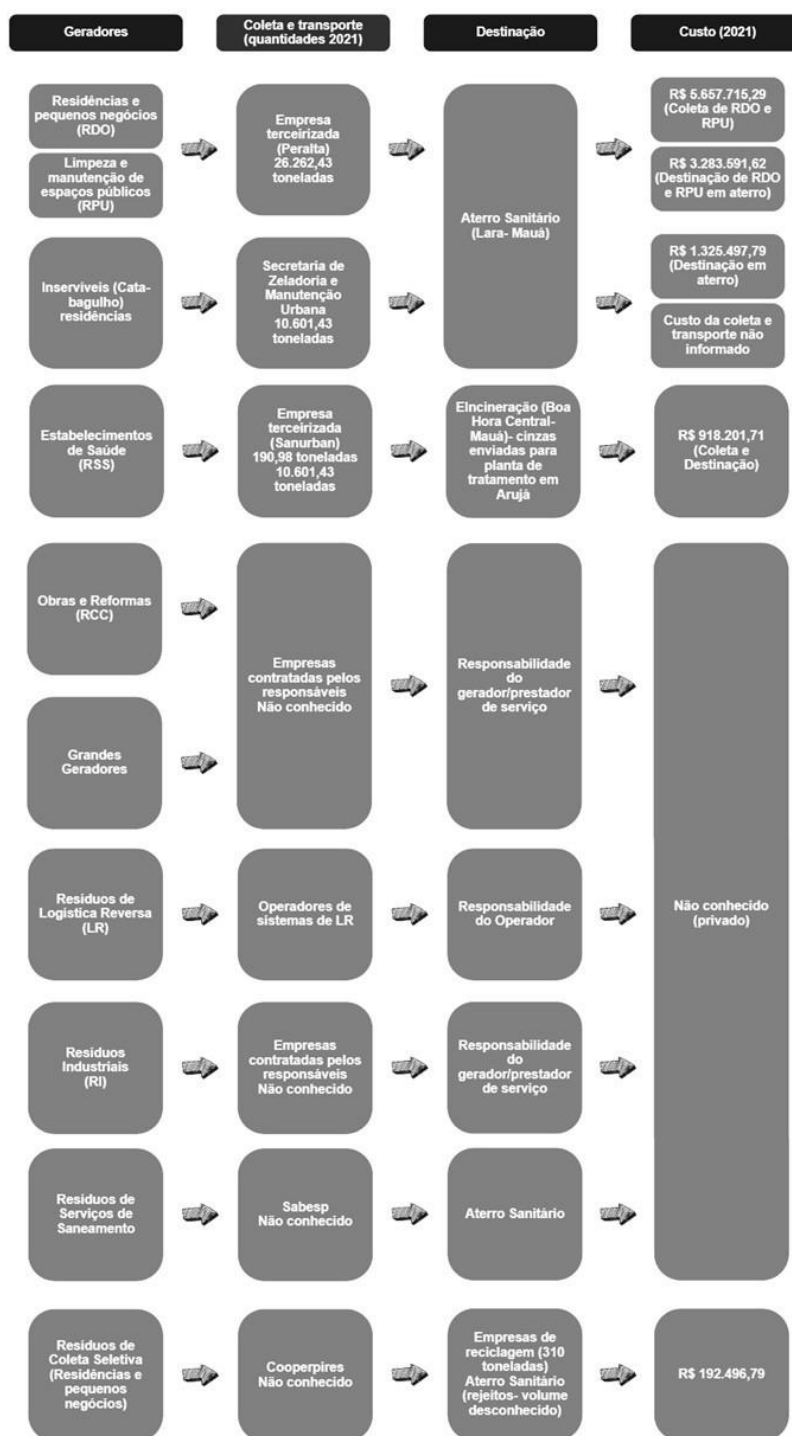 Geradores
Coleta e transporte
(quantidades 2021)
Destinação
Custo (2021)
Residências e
pequenos negócios
(RDO)
Limpeza e
manutenção de
espaços públicos
(RPU)
Empresa
terceirizada
(Peralta)
26.262,43
toneladas
Aterro Sanitário
(Lara- Mauá)
R$ 5.657.715,29
(Coleta de RDO e
RPU)
R$ 3.283.591,62
(Destinação de RDO
e RPU em aterro)
Inservíveis (Cata-
bagulho)
residências
Secretaria de
Zeladoria e
Manutenção
Urbana
10.601,43
toneladas
R$ 1.325.497,79
(Destinação em
aterro)
Custo da coleta e
transporte não
informado
Estabelecimentos
de Saúde
(RSS)
Empresa
terceirizada
(Sanurban)
190,98 toneladas
10.601,43
toneladas
EIncineração (Boa
Hora Central-
Mauá)- cinzas
enviadas para
planta de
tratamento em
Arujá
R$ 918.201,71
(Coleta e
Destinação)
Obras e Reformas
(RCC)
Grandes
Geradores
Empresas
contratadas pelos
responsáveis
Não conhecido
Responsabilidade
do
gerador/prestador
de serviço
Não conhecido
(privado)
Resíduos de
Logística Reversa
(LR)
Operadores de
sistemas de LR
Responsabilidade
do Operador
Resíduos
Industriais
(RI)
Empresas
contratadas pelos
responsáveis
Não conhecido
Responsabilidade
do
gerador/prestador
de serviço
Resíduos de
Serviços de
Saneamento
Sabesp
Não conhecido
Aterro Sanitário
Resíduos de
Coleta Seletiva
(Residências e
pequenos
negócios)
Cooperpires
Não conhecido
Empresas de
reciclagem (310
toneladas)
Aterro Sanitário
(rejeitos- volume
desconhecido)
R$ 192.496,79